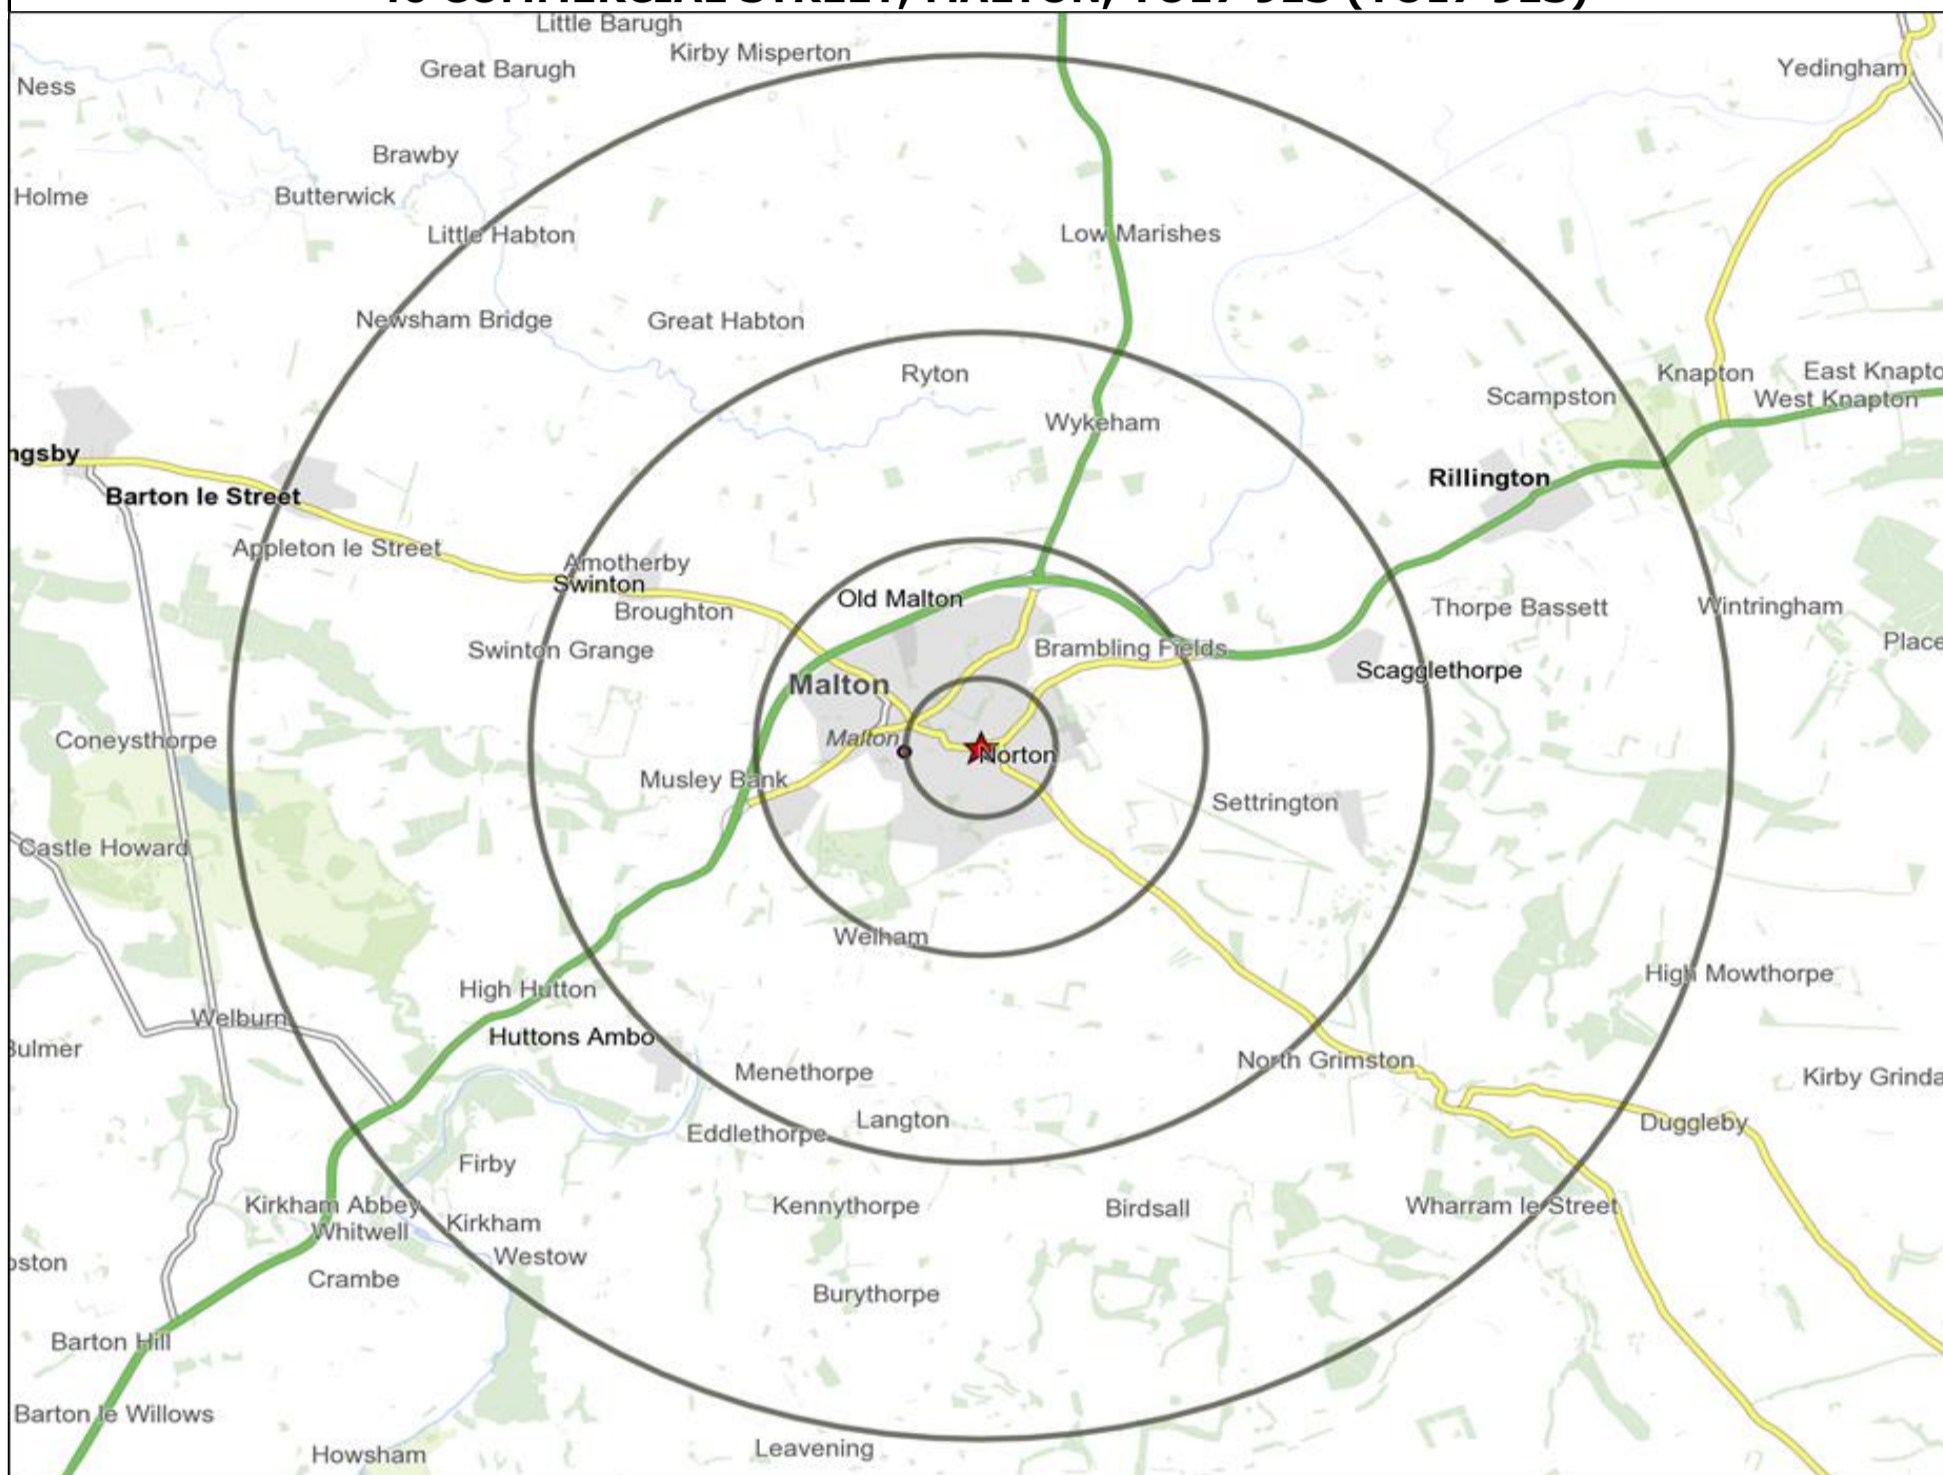 Little Barugh
Kirby Misperton
Great Barugh
Yedingham
Ness
Brawby
Butterwick
Holme
Little Habton
Low Marishes
Newsham Bridge
Great Habton
Ryton
Knapton
East Knapto
Scampston
West Knapton
Wykeham
ngsby
Rillington
Barton le Street
Appleton le Street
Amotherby
Swinton
Old Malton
Broughton
Thorpe Bassett
Wintringham
Swinton Grange
Brambling Fields
Place
Scagglethorpe
Malton
Coneysthorpe
Malton
Norton
Musley Bank
Settrington
Castle Howard
Welham
High Mowthorpe
High Hutton
Welburn
Huttons Ambo
Bulmer
North Grimston
Menethorpe
Kirby Grinda
Langton
Duggleby
Eddlethorpe
Firby
Kirkham Abbey
Kennythorpe
Birdsall
Wharram le Street
Kirkham
Whitwell
Westow
oston
Crambe
Burythorpe
Barton Hill
Barton le Willows
Leavening
Howsham